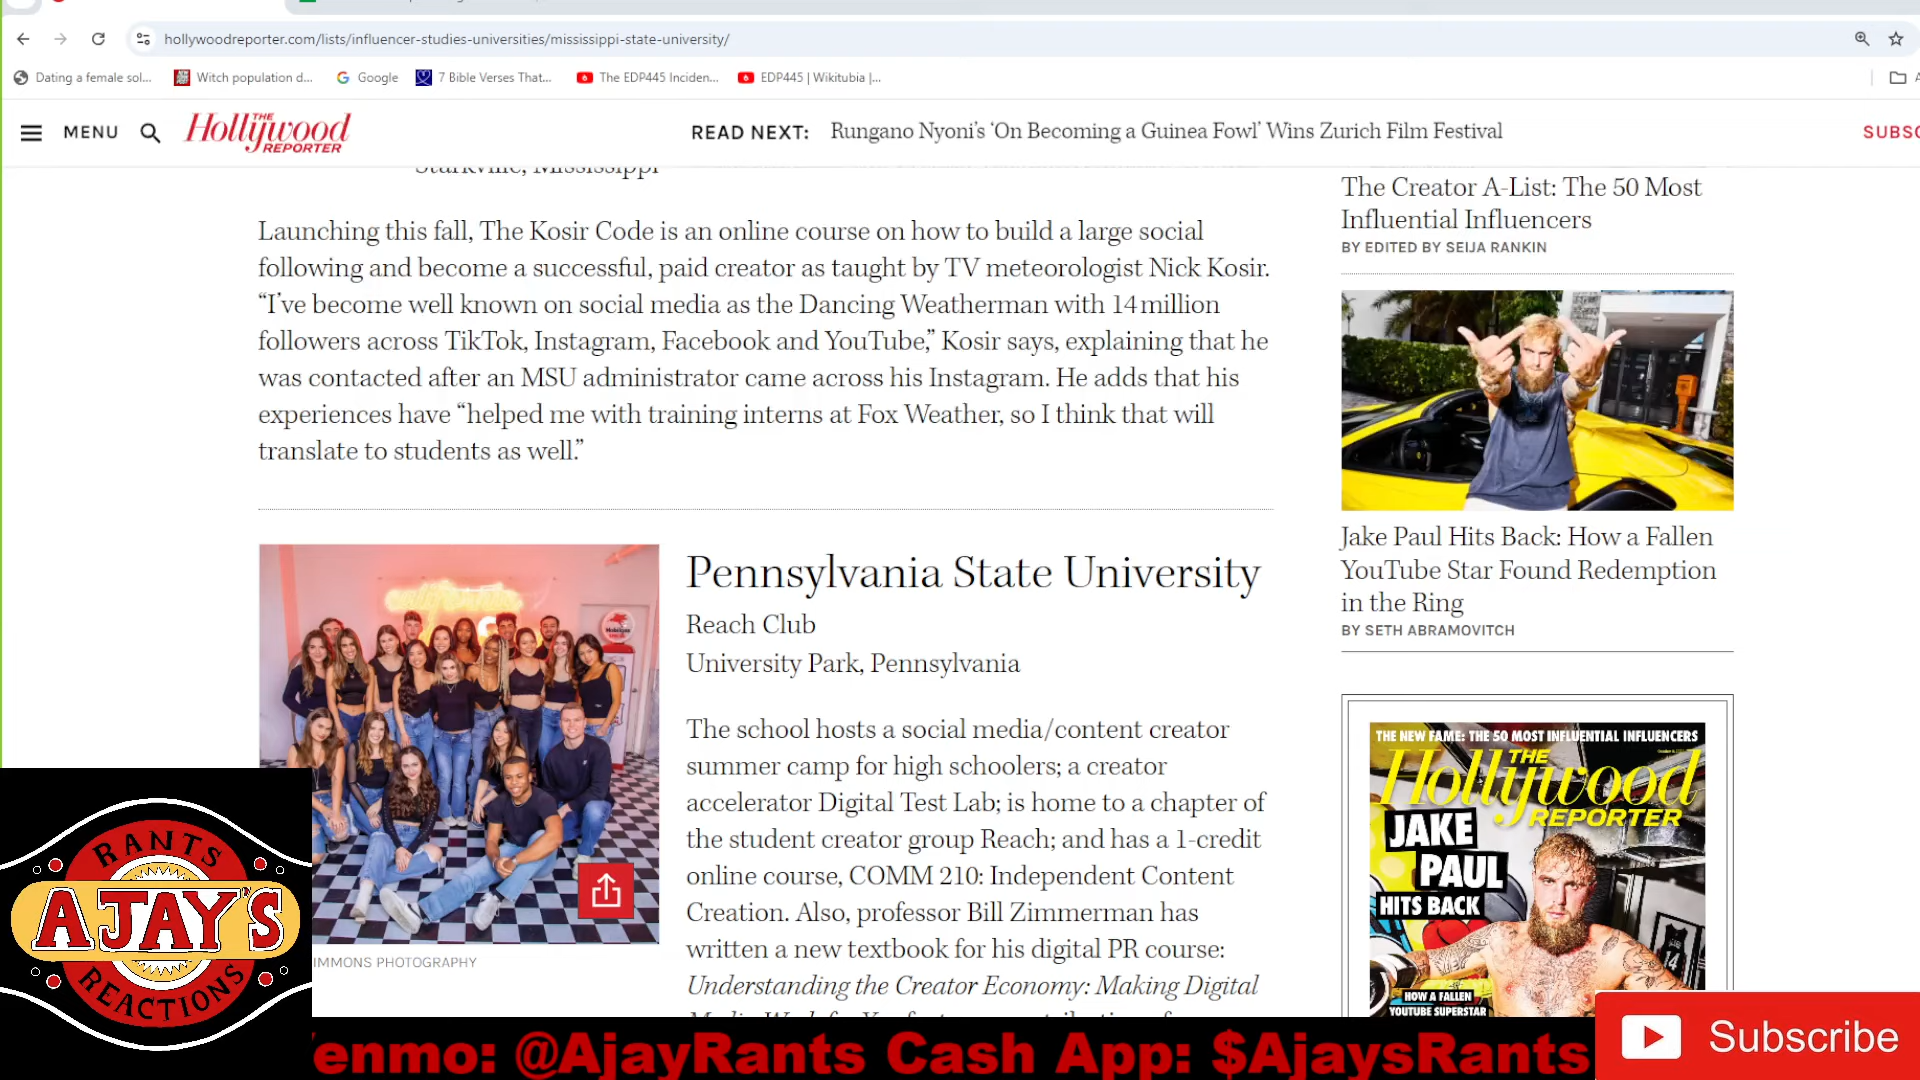 hollywoodreporter.com/lists/influencer-studies-universities/mississippi-state-university/
Dating a female sol...
Witch population d...
Google
7 Bible Verses That...
The EDP445 Inciden...
EDP445 | Wikitubia |...
MENU
THE
Hollywood
REPORTER
READ NEXT: Rungano Nyoni’s ‘On Becoming a Guinea Fowl’ Wins Zurich Film Festival
SUBSC
Starkville, Mississippi
Launching this fall, The Kosir Code is an online course on how to build a large social
following and become a successful, paid creator as taught by TV meteorologist Nick Kosir.
“I’ve become well known on social media as the Dancing Weatherman with 14 million
followers across TikTok, Instagram, Facebook and YouTube,” Kosir says, explaining that he
was contacted after an MSU administrator came across his Instagram. He adds that his
experiences have “helped me with training interns at Fox Weather, so I think that will
translate to students as well.”
Pennsylvania State University
Reach Club
University Park, Pennsylvania
The school hosts a social media/content creator
summer camp for high schoolers; a creator
accelerator Digital Test Lab; is home to a chapter of
the student creator group Reach; and has a 1-credit
online course, COMM 210: Independent Content
Creation. Also, professor Bill Zimmerman has
written a new textbook for his digital PR course:
Understanding the Creator Economy: Making Digital
IMMONS PHOTOGRAPHY
The Creator A-List: The 50 Most
Influential Influencers
BY EDITED BY SEIJA RANKIN
Jake Paul Hits Back: How a Fallen
YouTube Star Found Redemption
in the Ring
BY SETH ABRAMOVITCH
THE NEW FAME: THE 50 MOST INFLUENTIAL INFLUENCERS
THE
Hollywood
REPORTER
JAKE
PAUL
HITS BACK
HOW A FALLEN
YOUTUBE SUPERSTAR
RANTS
AJAY'S
REACTIONS
enmo: @AjayRants Cash App: $AjaysRants
Subscribe